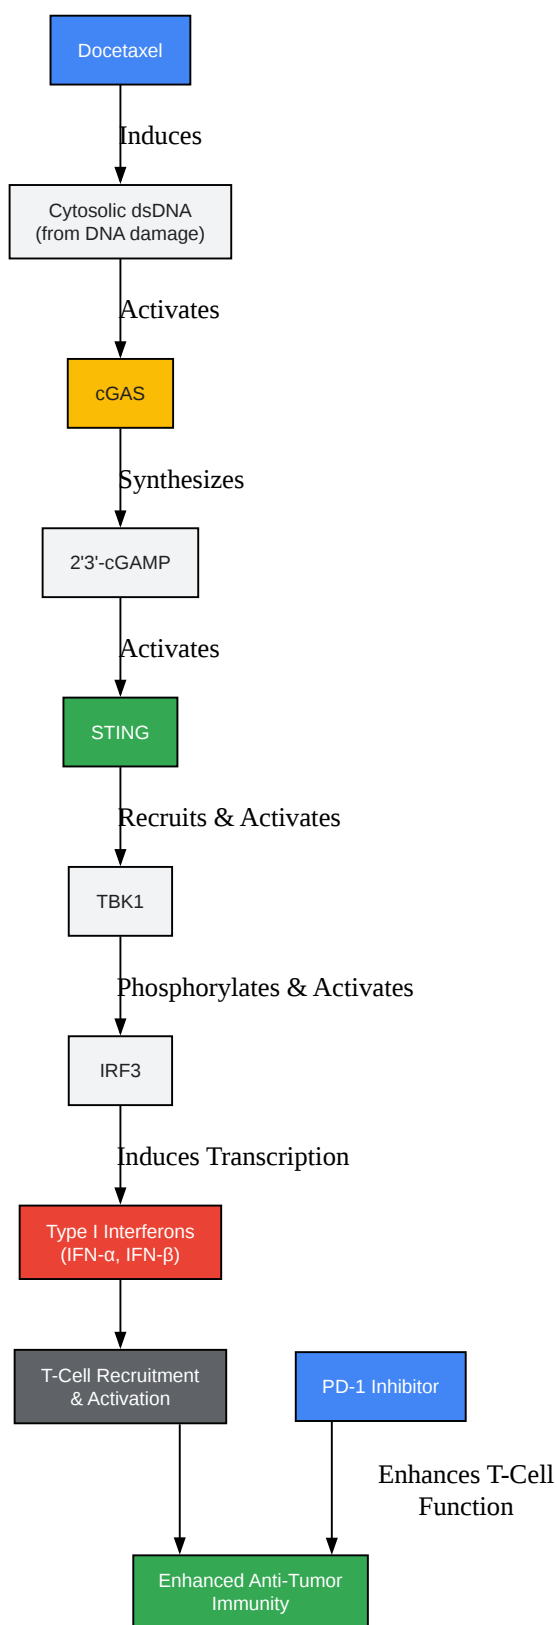 Docetaxel
Induces
Cytosolic dsDNA
(from DNA damage)
Activates
cGAS
Synthesizes
2'3'-cGAMP
Activates
STING
Recruits & Activates
TBK1
Phosphorylates & Activates
IRF3
Induces Transcription
Type I Interferons
(IFN-α, IFN-β)
T-Cell Recruitment
& Activation
PD-1 Inhibitor
Enhances T-Cell
Function
Enhanced Anti-Tumor
Immunity